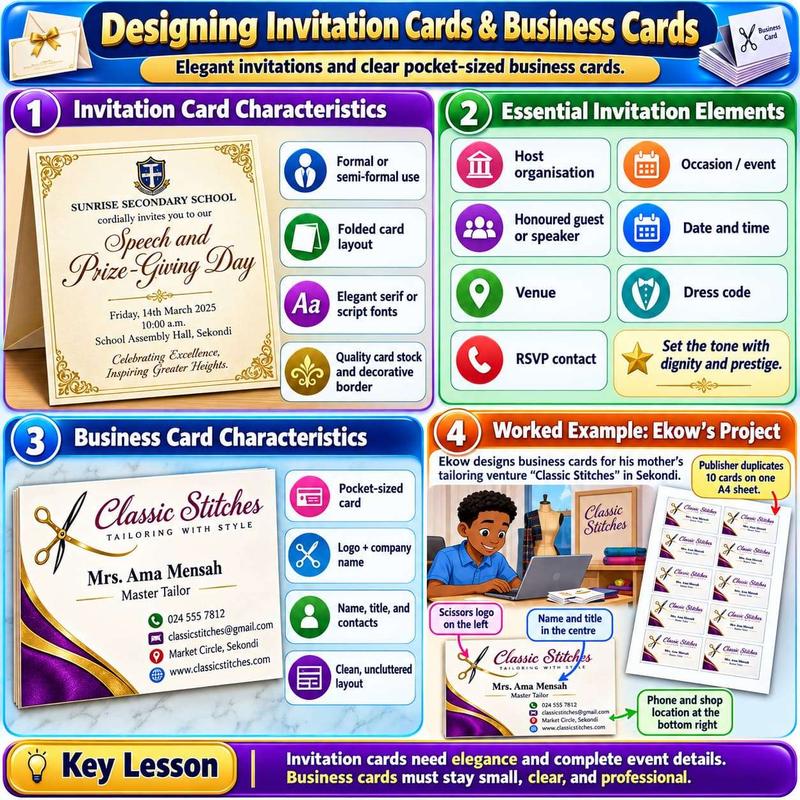 Designing Invitation Cards & Business Cards
Business
Card
Elegant invitations and clear pocket-sized business cards.
1 Invitation Card Characteristics
SUNRISE SECONDARY SCHOOL
cordially invites you to our
Speech and
Prize-Giving Day
Friday, 14th March 2025
10:00 a.m.
School Assembly Hall, Sekondi
Celebrating Excellence,
Inspiring Greater Heights.
Formal or
semi-formal use
Folded card
layout
Aa
Elegant serif or
script fonts
Quality card stock
and decorative
border
2 Essential Invitation Elements
Host
organisation
Occasion / event
Honoured guest
or speaker
Date and time
Venue
Dress code
RSVP contact
Set the tone with
dignity and prestige.
3 Business Card Characteristics
Classic Stitches
TAILORING WITH STYLE
Mrs. Ama Mensah
Master Tailor
024 555 7812
classicstitches@gmail.com
Market Circle, Sekondi
www.classicstitches.com
Pocket-sized
card
Logo + company
name
Name, title, and
contacts
Clean, uncluttered
layout
4 Worked Example: Ekow's Project
Ekow designs business cards for his mother's
tailoring venture “Classic Stitches” in Sekondi.
Publisher duplicates
10 cards on one
A4 sheet.
Classic
Stitches
Scissors logo
on the left
Name and title
in the centre
Classic Stitches
TAILORING WITH STYLE
Mrs. Ama Mensah
Master Tailor
024 555 7812
classicstitches@gmail.com
Market Circle, Sekondi
www.classicstitches.com
Phone and shop
location at the
bottom right
Key Lesson
Invitation cards need elegance and complete event details.
Business cards must stay small, clear, and professional.